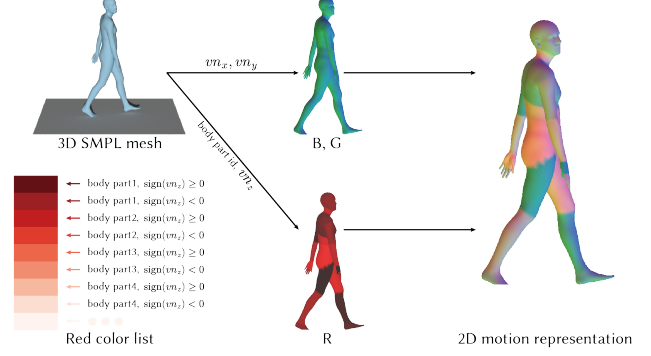 vn_x, vn_y
3D SMPL mesh
B, G
body part id, vn_z
body part1, sign(vn_z) ≥ 0
body part1, sign(vn_z) < 0
body part2, sign(vn_z) ≥ 0
body part2, sign(vn_z) < 0
body part3, sign(vn_z) ≥ 0
body part3, sign(vn_z) < 0
body part4, sign(vn_z) ≥ 0
body part4, sign(vn_z) < 0
Red color list
R
2D motion representation